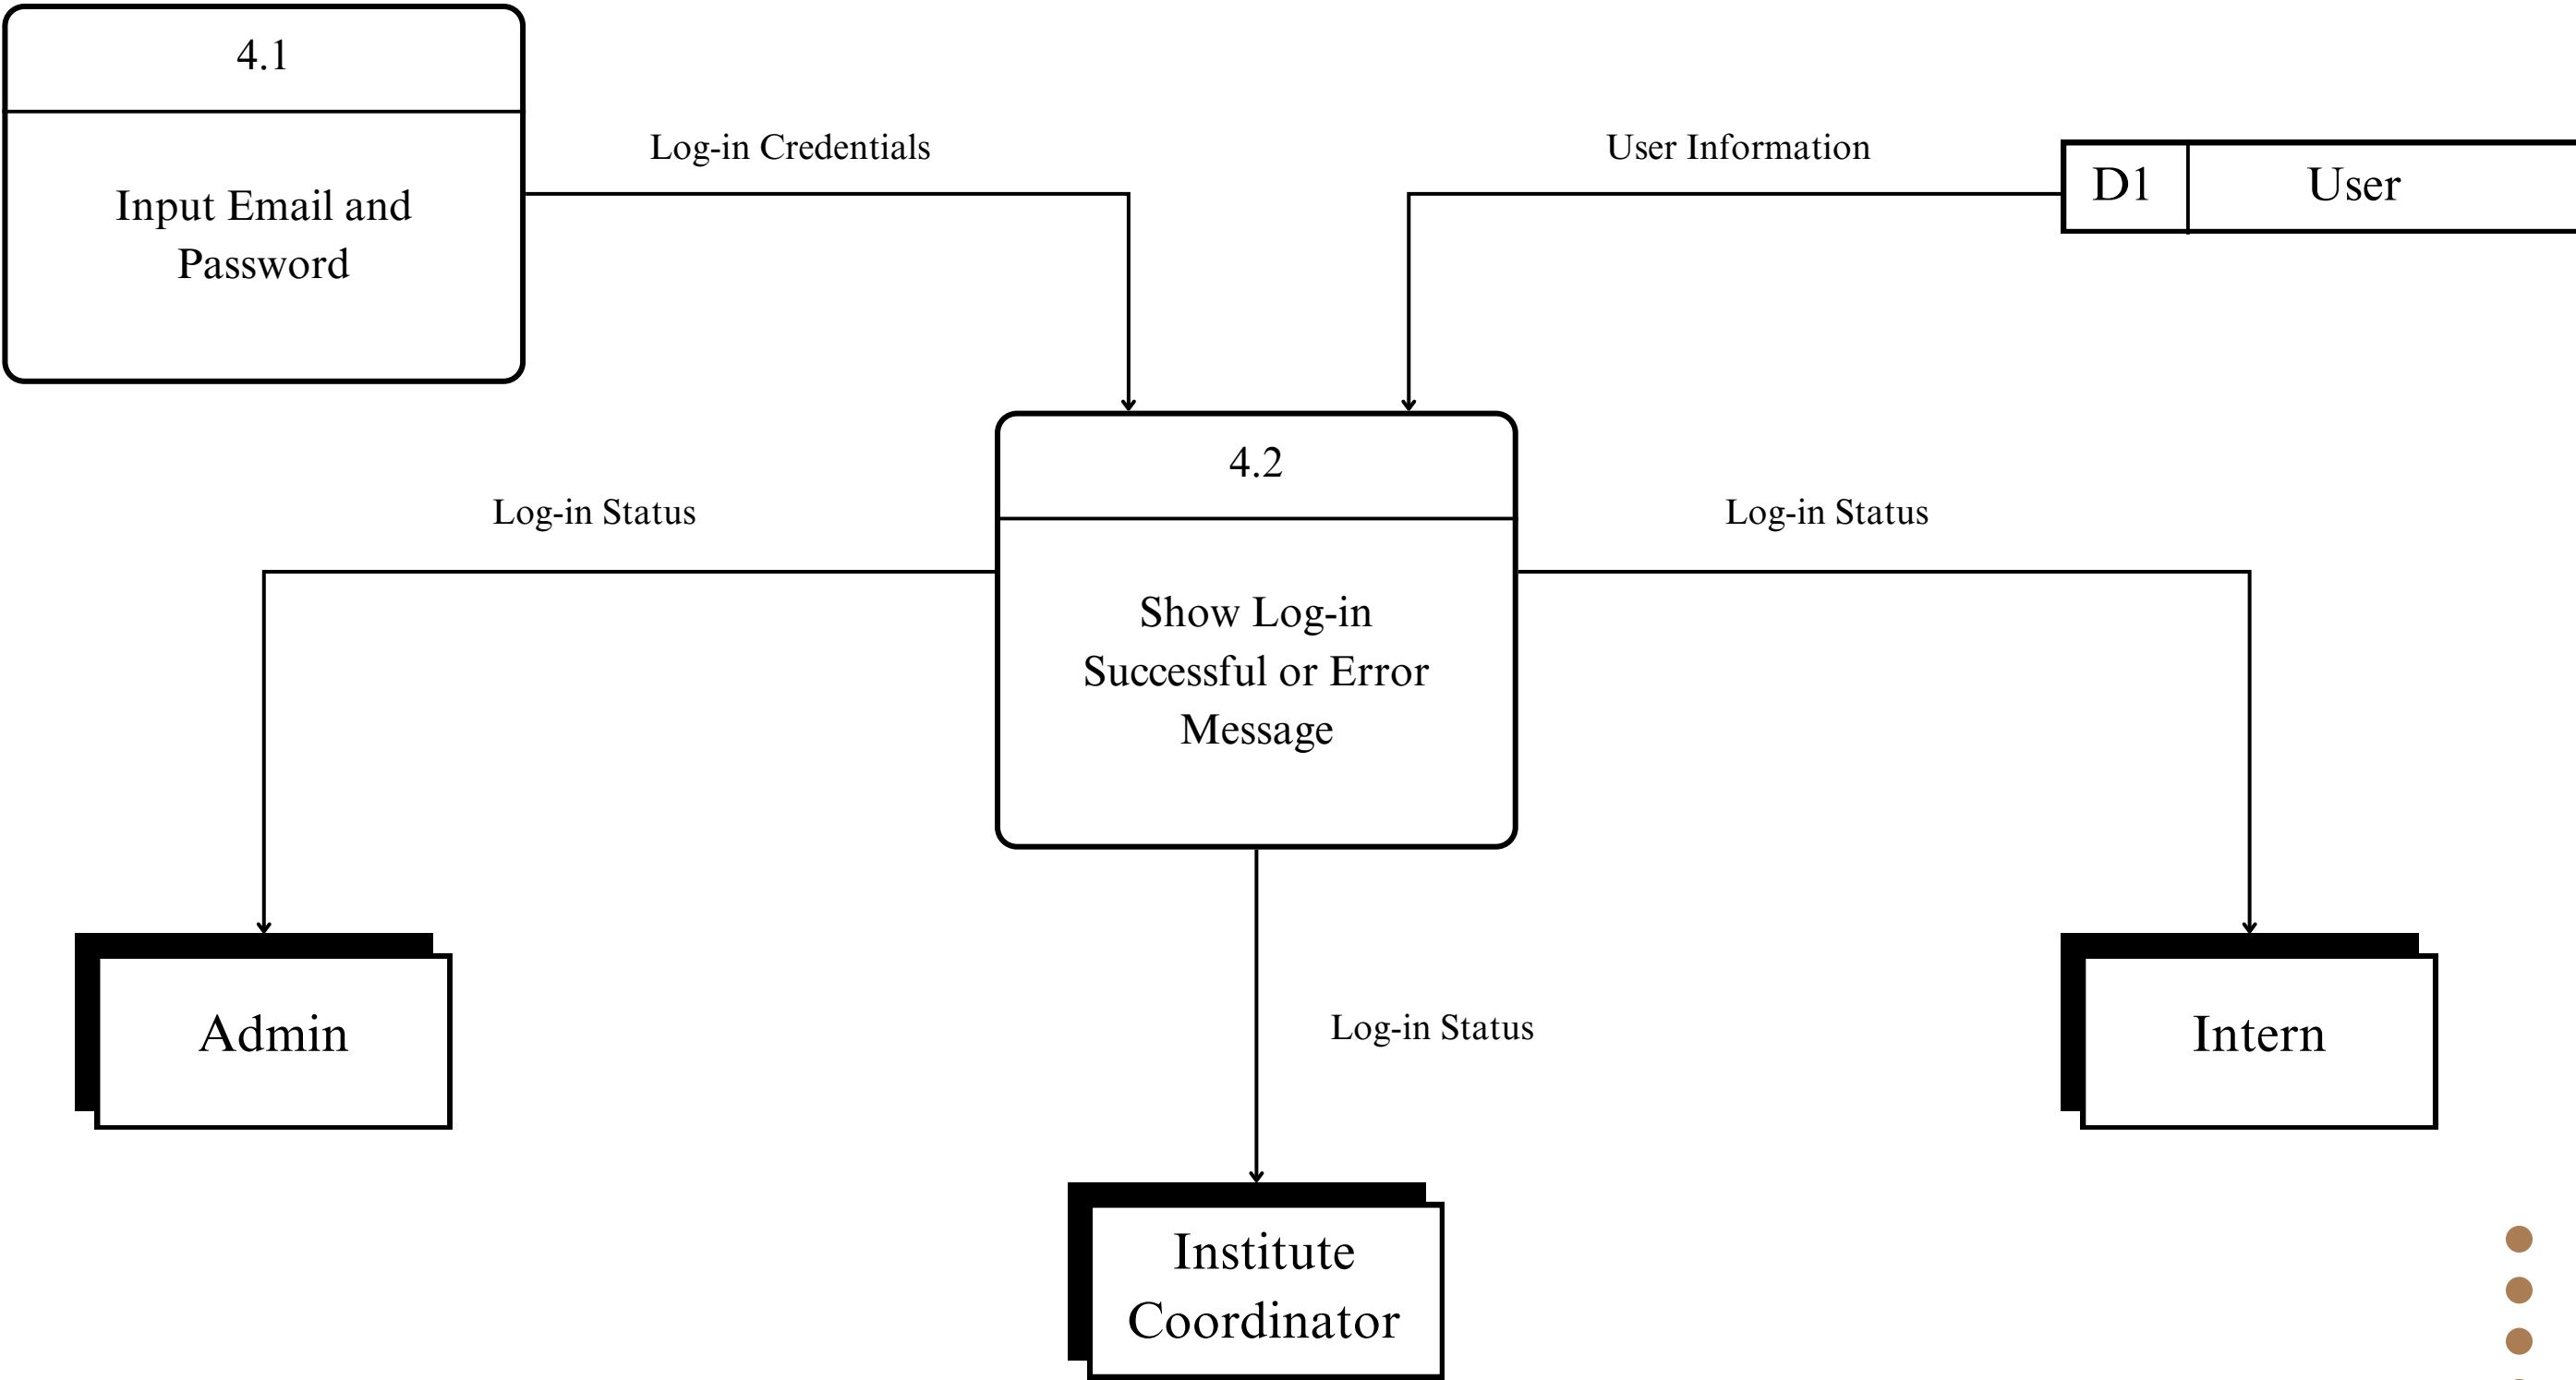 4.1
Input Email and
Password
Log-in Credentials
User Information
D1
User
4.2
Show Log-in
Successful or Error
Message
Log-in Status
Log-in Status
Admin
Log-in Status
Intern
Institute
Coordinator